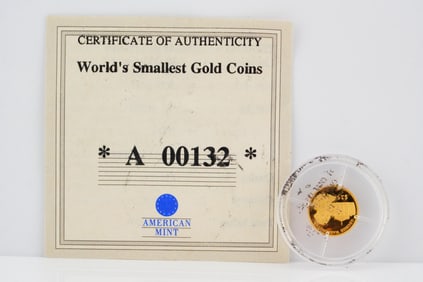 CERTIFICATE OF AUTHENTICITY
World's Smallest Gold Coins
* A 00132 *
AMERICAN
MINT